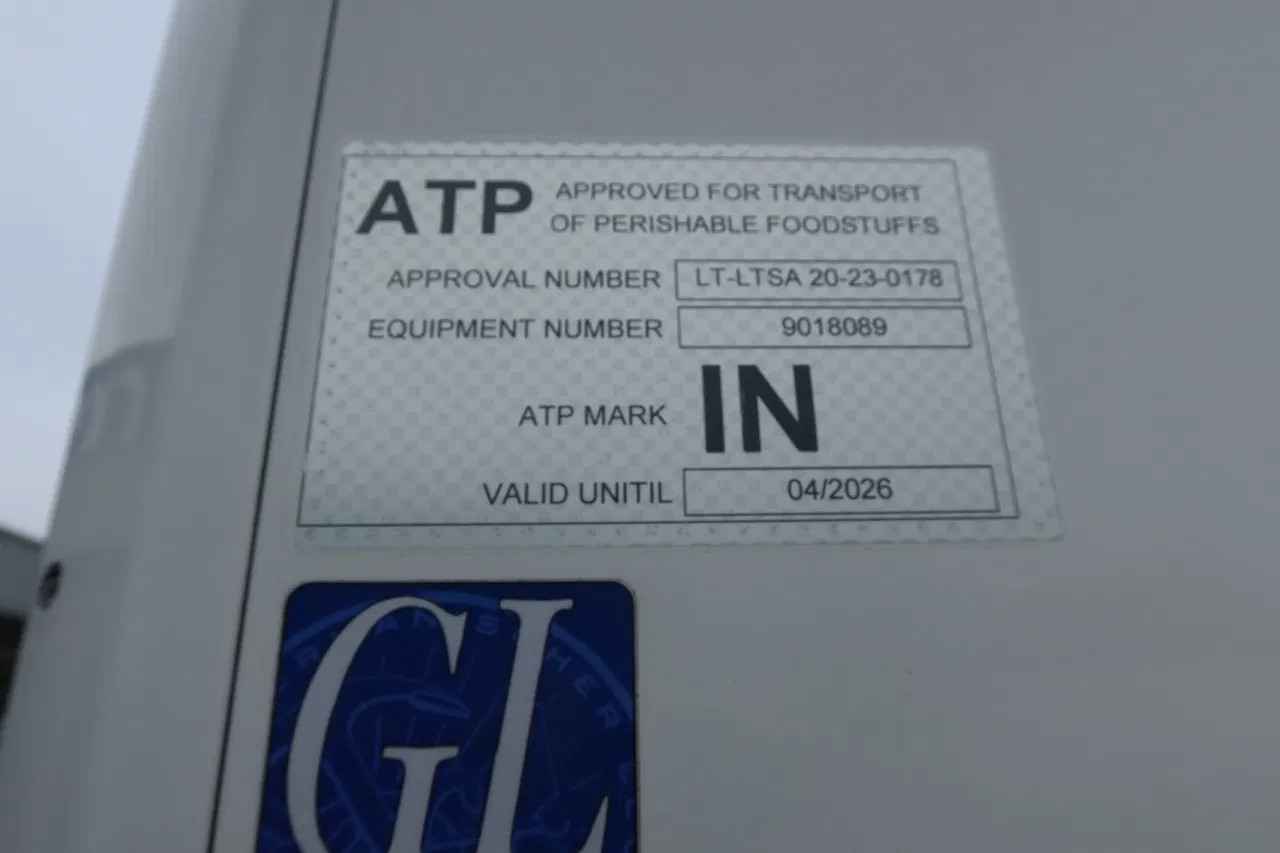 ATP APPROVED FOR TRANSPORT
OF PERISHABLE FOODSTUFFS
APPROVAL NUMBER LT-LTSA 20-23-0178
EQUIPMENT NUMBER 9018089
ATP MARK IN
VALID UNITIL 04/2026
GL